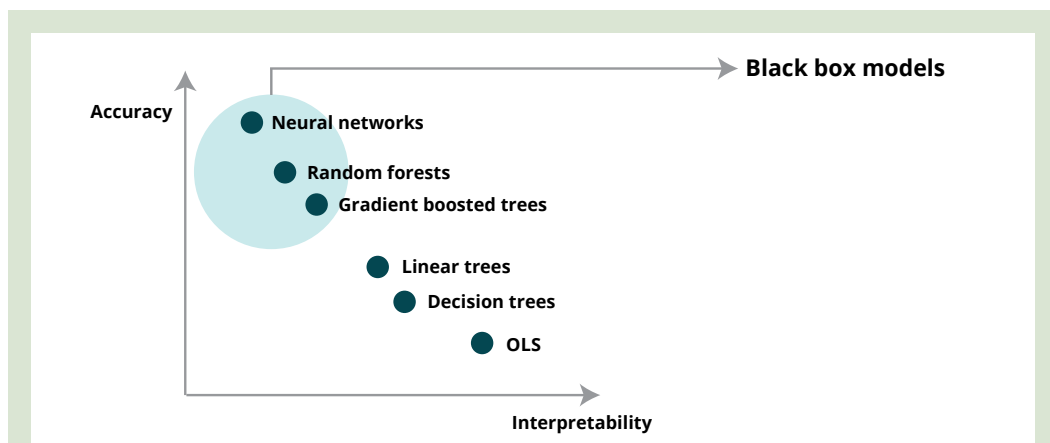 Black box models
Accuracy
Neural networks
Random forests
Gradient boosted trees
Linear trees
Decision trees
OLS
Interpretability